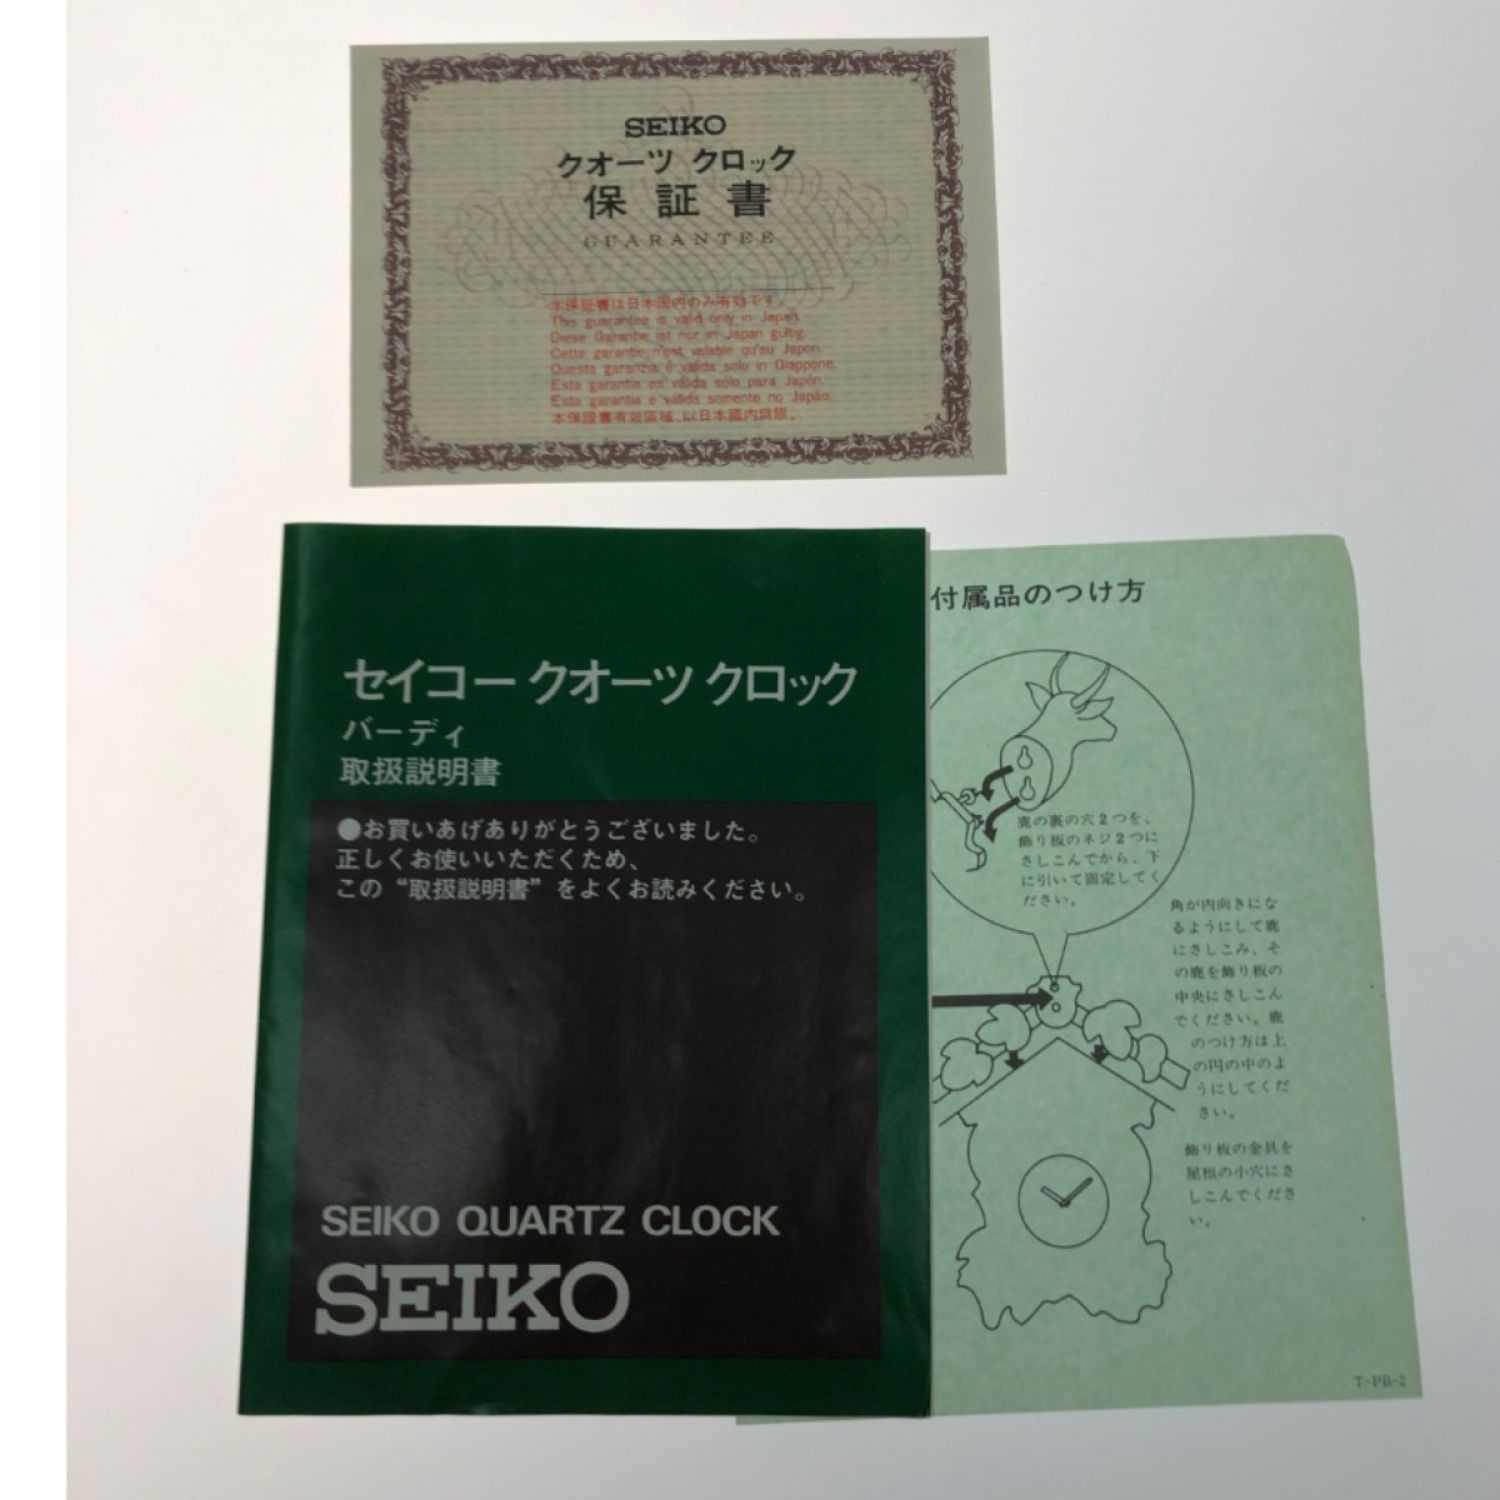 SEIKO
クオーツ クロック
保証書
GUARANTEE
本保証書は日本国内のみ有効です。
This guarantee is valid only in Japan.
Diese Garantie ist nur in Japan gültig.
Cette garantie n'est valable qu'au Japon.
Questa garanzia è valida solo in Giappone.
Esta garantía es válida sólo para Japón.
Esta garantia é válida somente no Japão.
本保證書有效區域、以日本國内爲限。
セイコー クオーツ クロック
バーディ
取扱説明書
●お買いあげありがとうございました。
正しくお使いいただくため、
この“取扱説明書”をよくお読みください。
SEIKO QUARTZ CLOCK
SEIKO
付属品のつけ方
鹿の裏の穴2つを、
飾り板のネジ2つに
さしこんでから、下
に引いて固定してく
ださい。
角が内向きにな
るようにして鹿
にさしこみ、そ
の鹿を飾り板の
中央にさしこん
でください。鹿
のつけ方は上
の円の中のよ
うにしてくだ
さい。
飾り板の金具を
屋根の小穴にさ
しこんでくださ
い。
T-PB-2